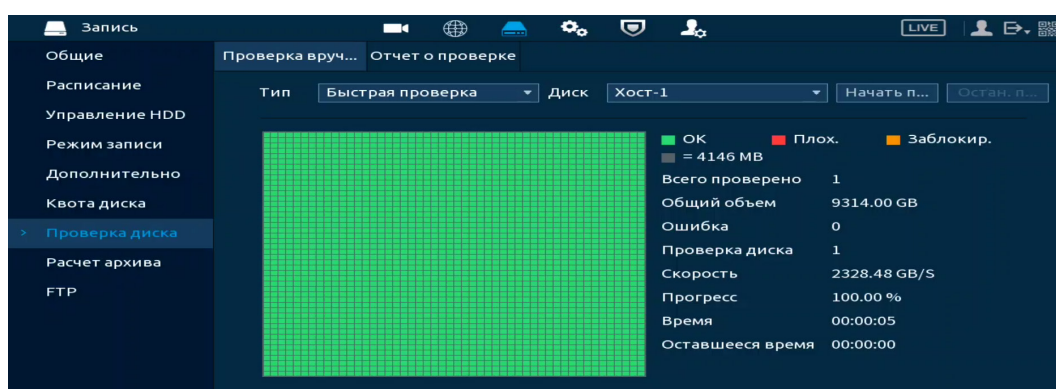 Запись
LIVE
Общие
Расписание
Управление HDD
Режим записи
Дополнительно
Квота диска
> Проверка диска
Расчет архива
FTP
Проверка вруч... Отчет о проверке
Тип Быстрая проверка Диск Хост-1 Начать п... Остан. п...
OK Плох. Заблокир.
= 4146 MB
Всего проверено 1
Общий объем 9314.00 GB
Ошибка 0
Проверка диска 1
Скорость 2328.48 GB/S
Прогресс 100.00 %
Время 00:00:05
Оставшееся время 00:00:00